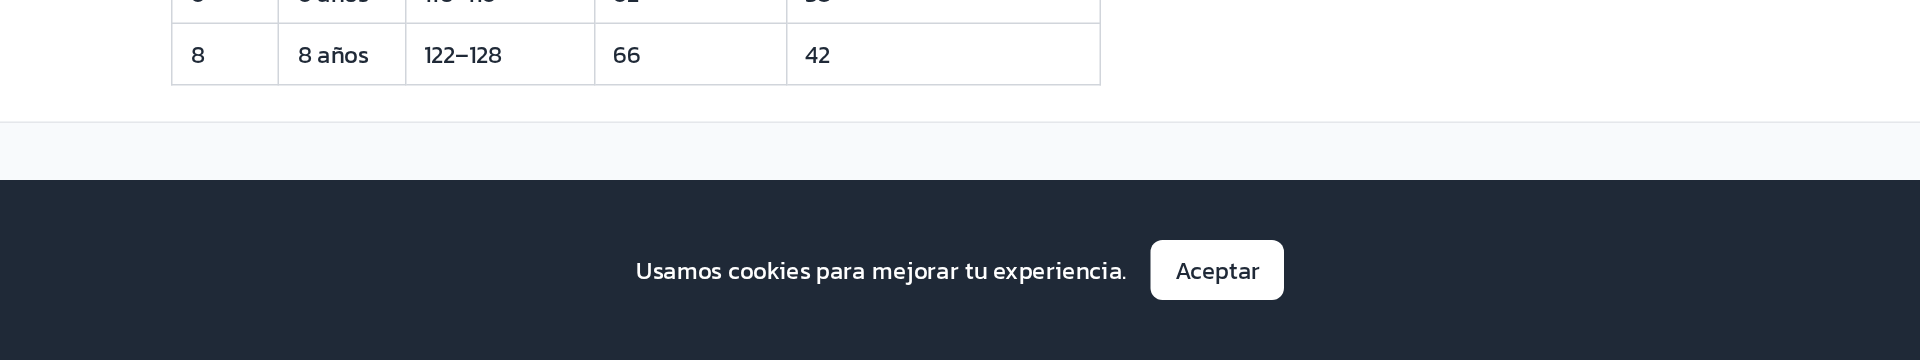 8 8 años 122–128 66 42
Usamos cookies para mejorar tu experiencia. Aceptar